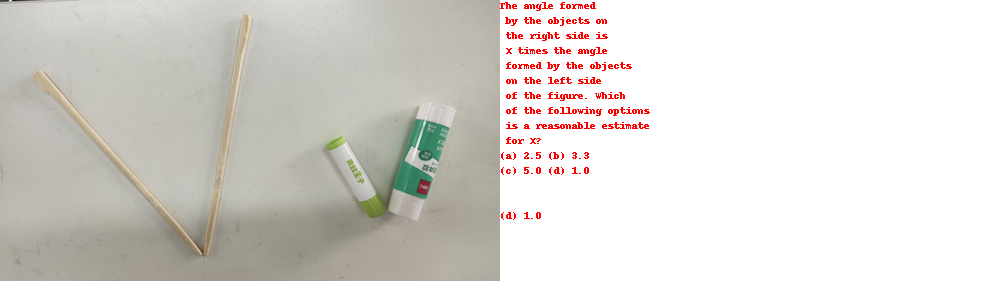 The angle formed
by the objects on
the right side is
X times the angle
formed by the objects
on the left side
of the figure. Which
of the following options
is a reasonable estimate
for X?
(a) 2.5 (b) 3.3
(c) 5.0 (d) 1.0
(d) 1.0